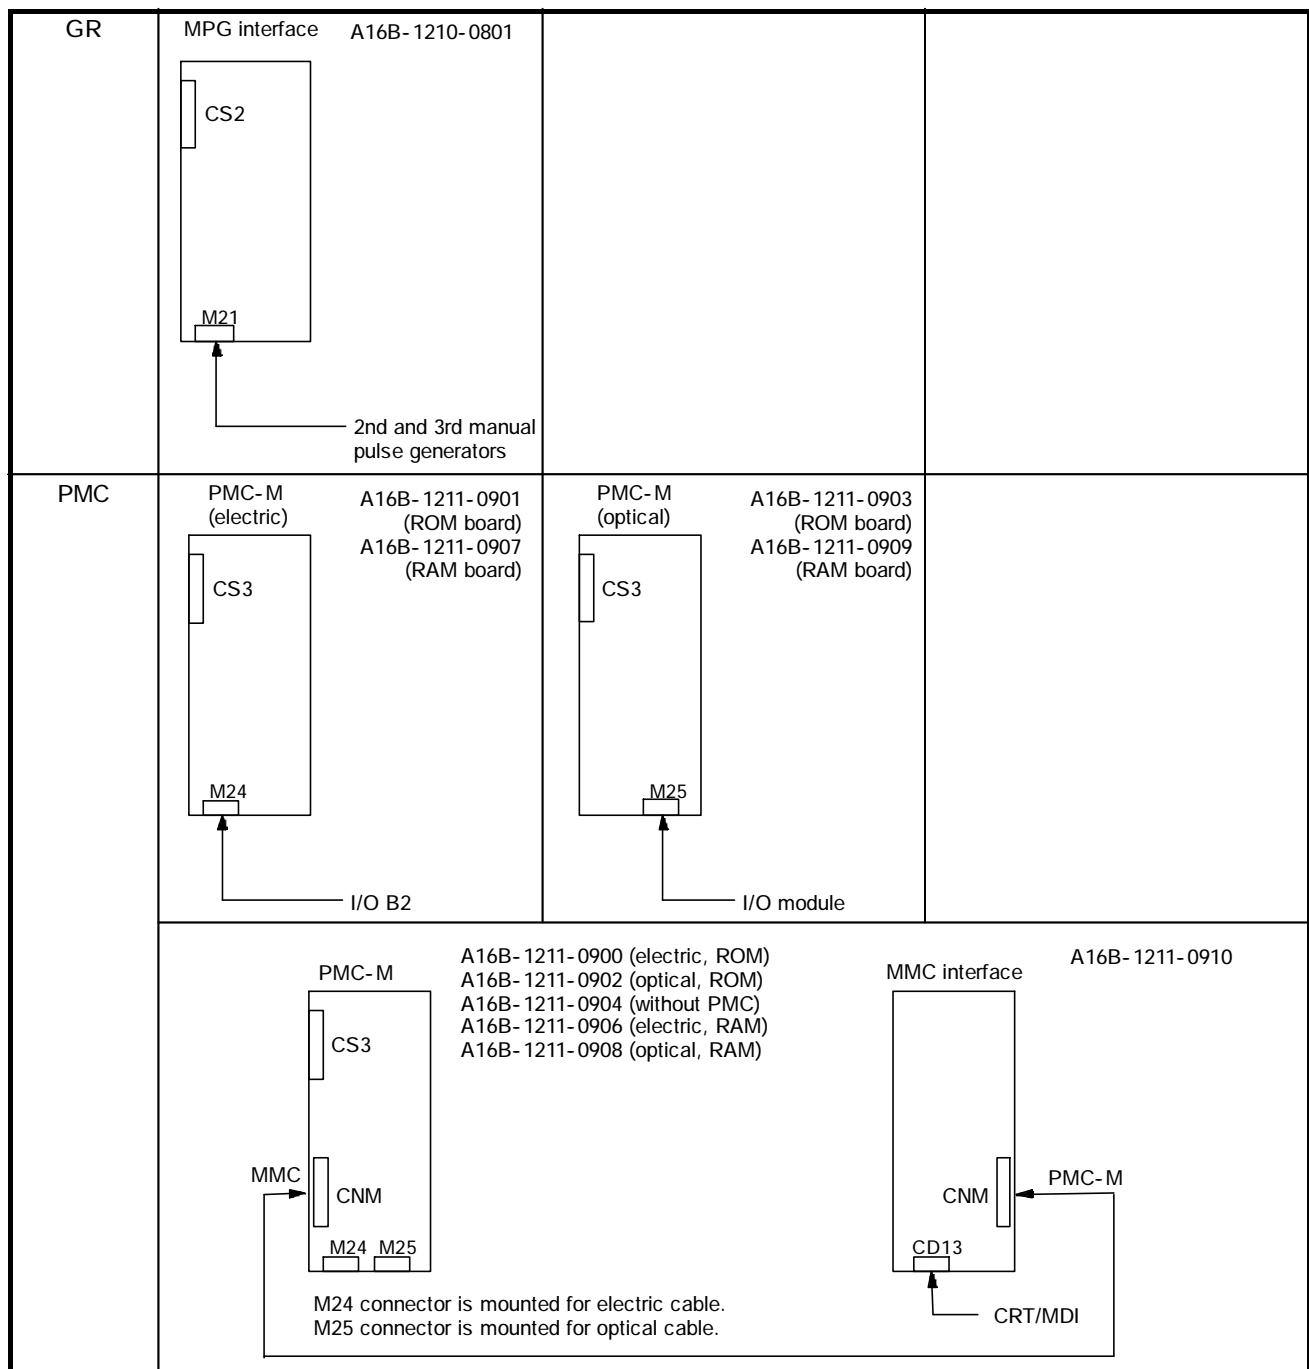 GR
MPG interface
A16B-1210-0801
CS2
M21
2nd and 3rd manual
pulse generators
PMC
PMC-M
(electric)
A16B-1211-0901
(ROM board)
A16B-1211-0907
(RAM board)
CS3
M24
I/O B2
PMC-M
(optical)
A16B-1211-0903
(ROM board)
A16B-1211-0909
(RAM board)
CS3
M25
I/O module
PMC-M
A16B-1211-0900 (electric, ROM)
A16B-1211-0902 (optical, ROM)
A16B-1211-0904 (without PMC)
A16B-1211-0906 (electric, RAM)
A16B-1211-0908 (optical, RAM)
CS3
MMC
CNM
M24 M25
M24 connector is mounted for electric cable.
M25 connector is mounted for optical cable.
MMC interface
A16B-1211-0910
CNM
PMC-M
CD13
CRT/MDI